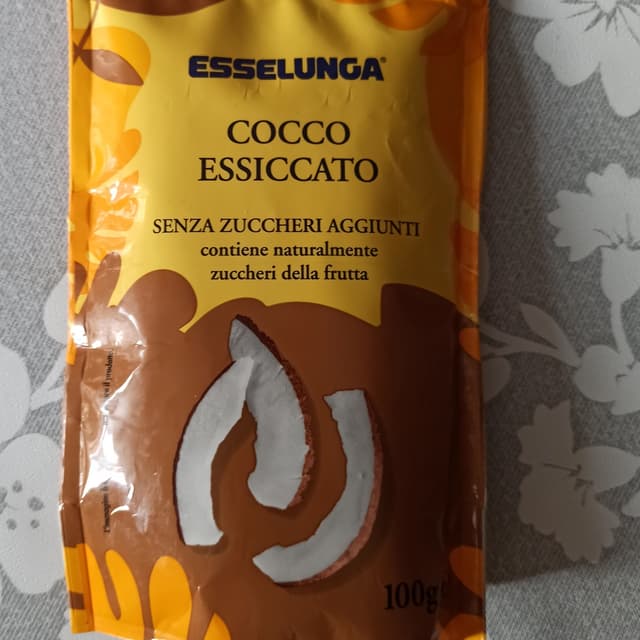 ESSELUNGA®
COCCO
ESSICCATO
SENZA ZUCCHERI AGGIUNTI
contiene naturalmente
zuccheri della frutta
100g